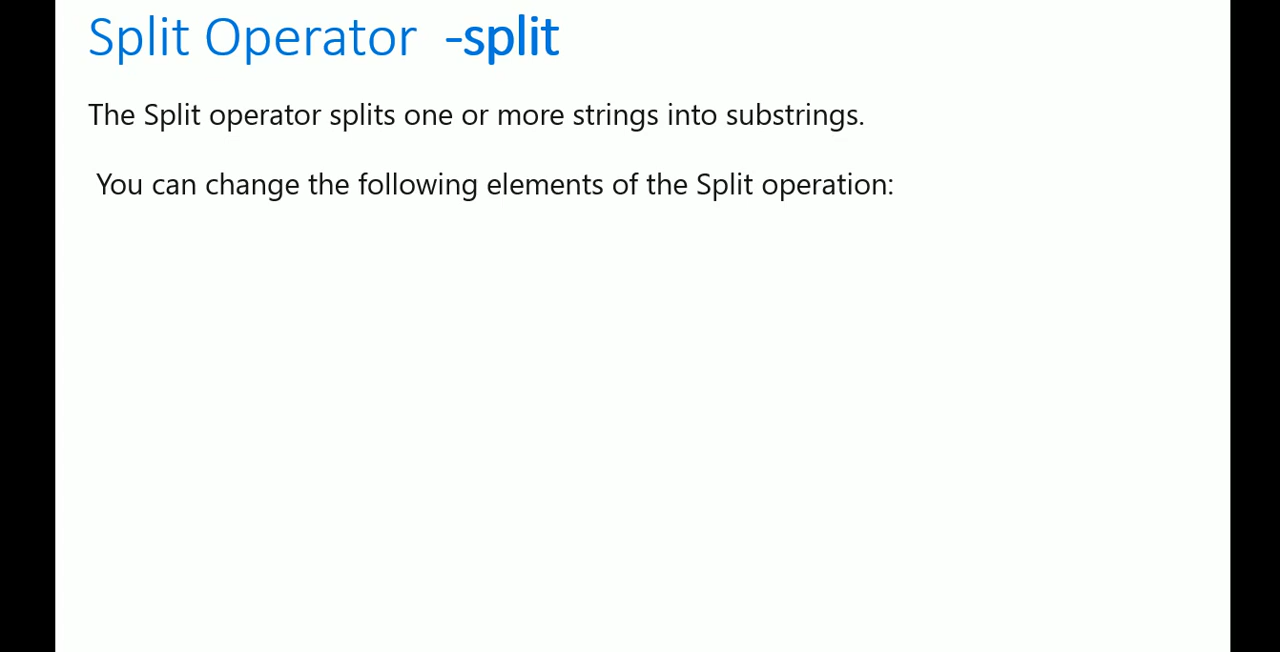 Split Operator -split
The Split operator splits one or more strings into substrings.
You can change the following elements of the Split operation: